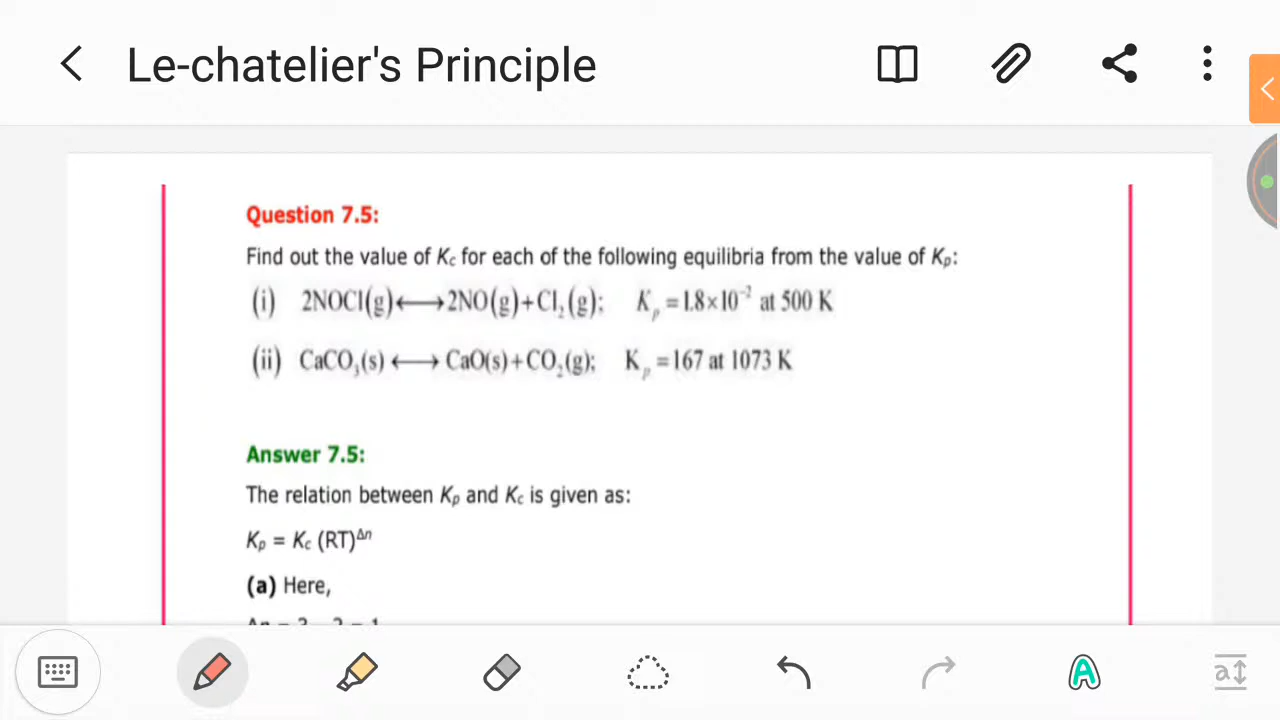 Le-chatelier's Principle
Question 7.5:
Find out the value of Kc for each of the following equilibria from the value of Kp:
(i) 2NOCl(g)⟷2NO(g)+Cl₂(g); Kₚ=1.8×10⁻² at 500 K
(ii) CaCO₃(s)⟷CaO(s)+CO₂(g); Kₚ=167 at 1073 K
Answer 7.5:
The relation between Kp and Kc is given as:
Kp = Kc (RT)^Δn
(a) Here,